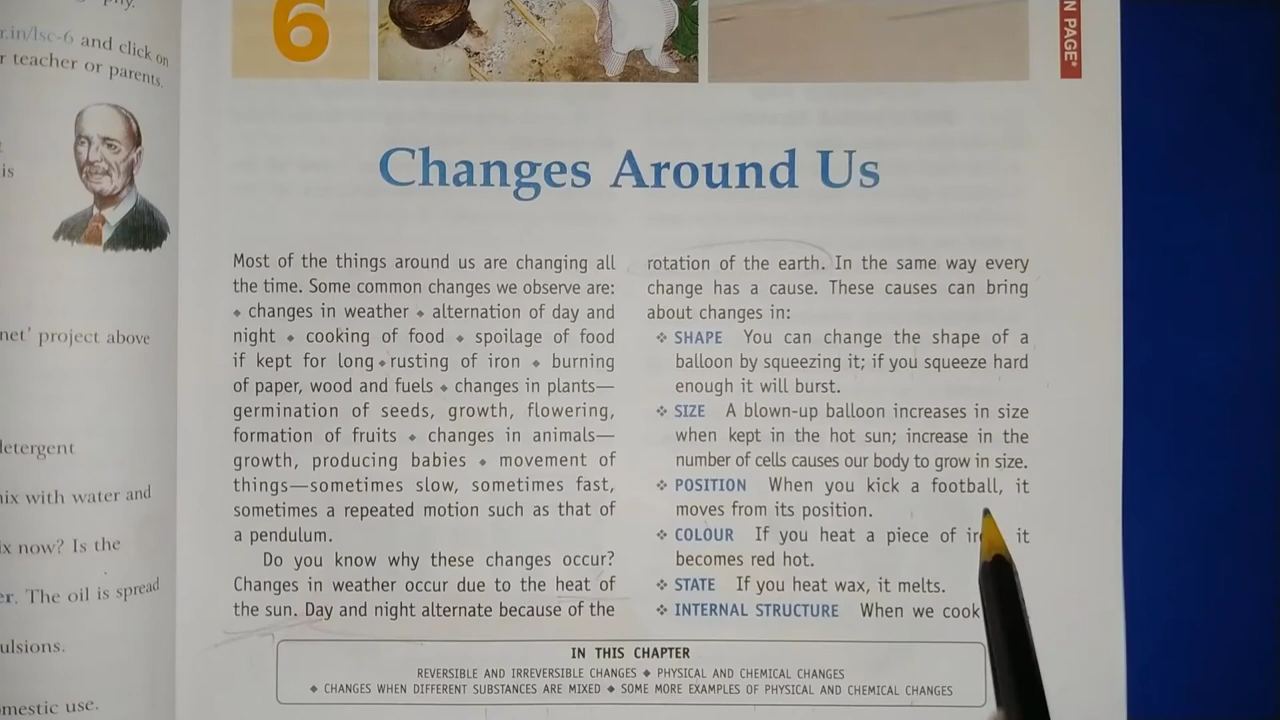 r.in/lsc-6 and click on
r teacher or parents.
is
net' project above
detergent
mix with water and
ix now? Is the
er. The oil is spread
ulsions.
mestic use.
6
N PAGE*
Changes Around Us
Most of the things around us are changing all
the time. Some common changes we observe are:
◆ changes in weather ◆ alternation of day and
night ◆ cooking of food ◆ spoilage of food
if kept for long ◆ rusting of iron ◆ burning
of paper, wood and fuels ◆ changes in plants—
germination of seeds, growth, flowering,
formation of fruits ◆ changes in animals—
growth, producing babies ◆ movement of
things—sometimes slow, sometimes fast,
sometimes a repeated motion such as that of
a pendulum.
Do you know why these changes occur?
Changes in weather occur due to the heat of
the sun. Day and night alternate because of the
rotation of the earth. In the same way every
change has a cause. These causes can bring
about changes in:
❖ SHAPE You can change the shape of a
balloon by squeezing it; if you squeeze hard
enough it will burst.
❖ SIZE A blown-up balloon increases in size
when kept in the hot sun; increase in the
number of cells causes our body to grow in size.
❖ POSITION When you kick a football, it
moves from its position.
❖ COLOUR If you heat a piece of it
becomes red hot.
❖ STATE If you heat wax, it melts.
❖ INTERNAL STRUCTURE When we cook
IN THIS CHAPTER
REVERSIBLE AND IRREVERSIBLE CHANGES ◆ PHYSICAL AND CHEMICAL CHANGES
◆ CHANGES WHEN DIFFERENT SUBSTANCES ARE MIXED ◆ SOME MORE EXAMPLES OF PHYSICAL AND CHEMICAL CHANGES